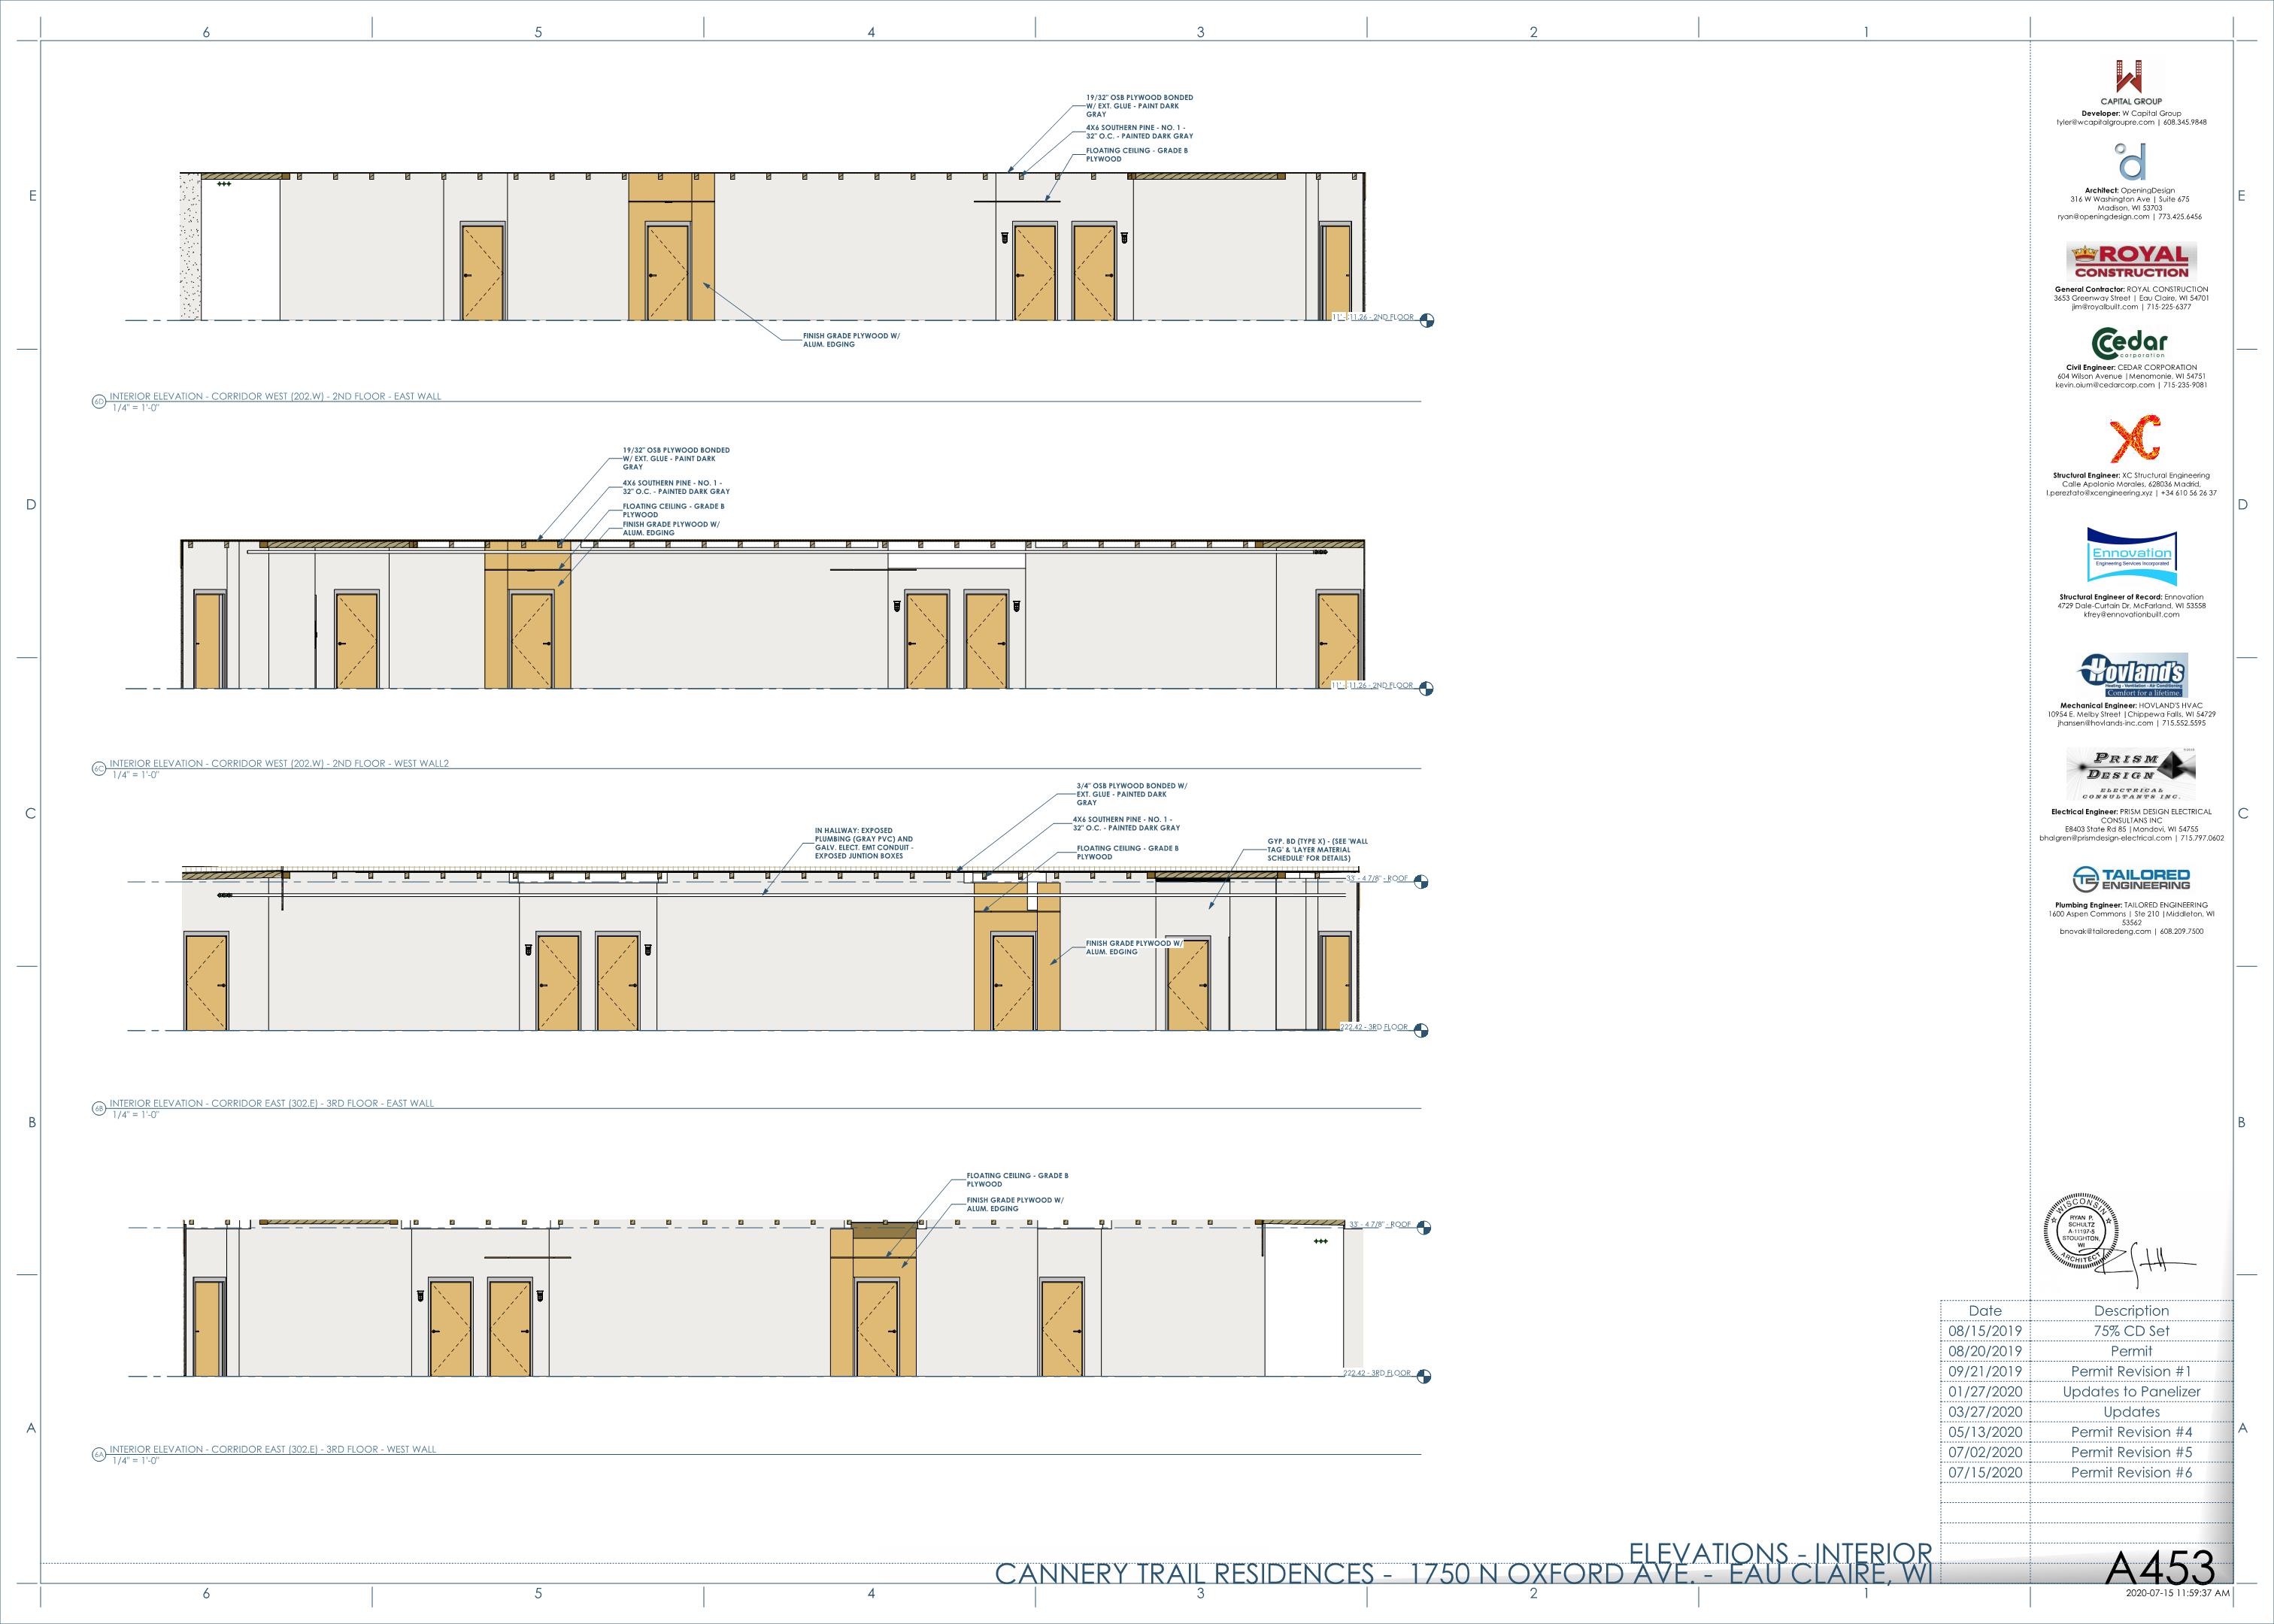 6 5 4 3 2 1
19/32" OSB PLYWOOD BONDED
W/ EXT. GLUE - PAINT DARK
GRAY
4X6 SOUTHERN PINE - NO. 1 -
32" O.C. - PAINTED DARK GRAY
FLOATING CEILING - GRADE B
PLYWOOD
E E
11' - 11.26 - 2ND FLOOR
FINISH GRADE PLYWOOD W/
ALUM. EDGING
6D INTERIOR ELEVATION - CORRIDOR WEST (202.W) - 2ND FLOOR - EAST WALL
1/4" = 1'-0"
19/32" OSB PLYWOOD BONDED
W/ EXT. GLUE - PAINT DARK
GRAY
4X6 SOUTHERN PINE - NO. 1 -
32" O.C. - PAINTED DARK GRAY
FLOATING CEILING - GRADE B
PLYWOOD
FINISH GRADE PLYWOOD W/
ALUM. EDGING
D D
11' - 11.26 - 2ND FLOOR
6C INTERIOR ELEVATION - CORRIDOR WEST (202.W) - 2ND FLOOR - WEST WALL2
1/4" = 1'-0"
3/4" OSB PLYWOOD BONDED W/
EXT. GLUE - PAINTED DARK
GRAY
4X6 SOUTHERN PINE - NO. 1 -
32" O.C. - PAINTED DARK GRAY
FLOATING CEILING - GRADE B
PLYWOOD
IN HALLWAY: EXPOSED
PLUMBING (GRAY PVC) AND
GALV. ELECT. EMT CONDUIT -
EXPOSED JUNTION BOXES
GYP. BD (TYPE X) - (SEE 'WALL
TAG' & 'LAYER MATERIAL
SCHEDULE' FOR DETAILS)
C C
33' - 4 7/8" - ROOF
FINISH GRADE PLYWOOD W/
ALUM. EDGING
222.42 - 3RD FLOOR
6B INTERIOR ELEVATION - CORRIDOR EAST (302.E) - 3RD FLOOR - EAST WALL
1/4" = 1'-0"
B B
FLOATING CEILING - GRADE B
PLYWOOD
FINISH GRADE PLYWOOD W/
ALUM. EDGING
33' - 4 7/8" - ROOF
222.42 - 3RD FLOOR
6A INTERIOR ELEVATION - CORRIDOR EAST (302.E) - 3RD FLOOR - WEST WALL
1/4" = 1'-0"
A A
W
CAPITAL GROUP
Developer: W Capital Group
tyler@wcapitalgroupre.com | 608.345.9848
d
Architect: OpeningDesign
316 W Washington Ave | Suite 675
Madison, WI 53703
ryan@openingdesign.com | 773.425.6456
ROYAL
CONSTRUCTION
General Contractor: ROYAL CONSTRUCTION
3653 Greenway Street | Eau Claire, WI 54701
jim@royalbuilt.com | 715-225-6377
Cedar
corporation
Civil Engineer: CEDAR CORPORATION
604 Wilson Avenue |Menomonie, WI 54751
kevin.oium@cedarcorp.com | 715-235-9081
XC
Structural Engineer: XC Structural Engineering
Calle Apolonio Morales, 628036 Madrid,
l.pereztato@xcengineering.xyz | +34 610 56 26 37
Ennovation
Engineering Services Incorporated
Structural Engineer of Record: Ennovation
4729 Dale-Curtain Dr, McFarland, WI 53558
kfrey@ennovationbuilt.com
Hovland's
Heating - Ventilation - Air Conditioning
Comfort for a lifetime.
Mechanical Engineer: HOVLAND'S HVAC
10954 E. Melby Street |Chippewa Falls, WI 54729
jhansen@hovlands-inc.com | 715.552.5595
PRISM
DESIGN
ELECTRICAL
CONSULTANTS INC.
Electrical Engineer: PRISM DESIGN ELECTRICAL
CONSULTANS INC
E8403 State Rd 85 |Mandovi, WI 54755
bhalgren@prismdesign-electrical.com | 715.797.0602
TE TAILORED
ENGINEERING
Plumbing Engineer: TAILORED ENGINEERING
1600 Aspen Commons | Ste 210 |Middleton, WI
53562
bnovak@tailoredeng.com | 608.209.7500
WISCONSIN
RYAN P.
SCHULTZ
A-11197-5
STOUGHTON,
WI
ARCHITECT
Date Description
08/15/2019 75% CD Set
08/20/2019 Permit
09/21/2019 Permit Revision #1
01/27/2020 Updates to Panelizer
03/27/2020 Updates
05/13/2020 Permit Revision #4
07/02/2020 Permit Revision #5
07/15/2020 Permit Revision #6
ELEVATIONS - INTERIOR
CANNERY TRAIL RESIDENCES - 1750 N OXFORD AVE. - EAU CLAIRE, WI
A453
2020-07-15 11:59:37 AM
6 5 4 3 2 1